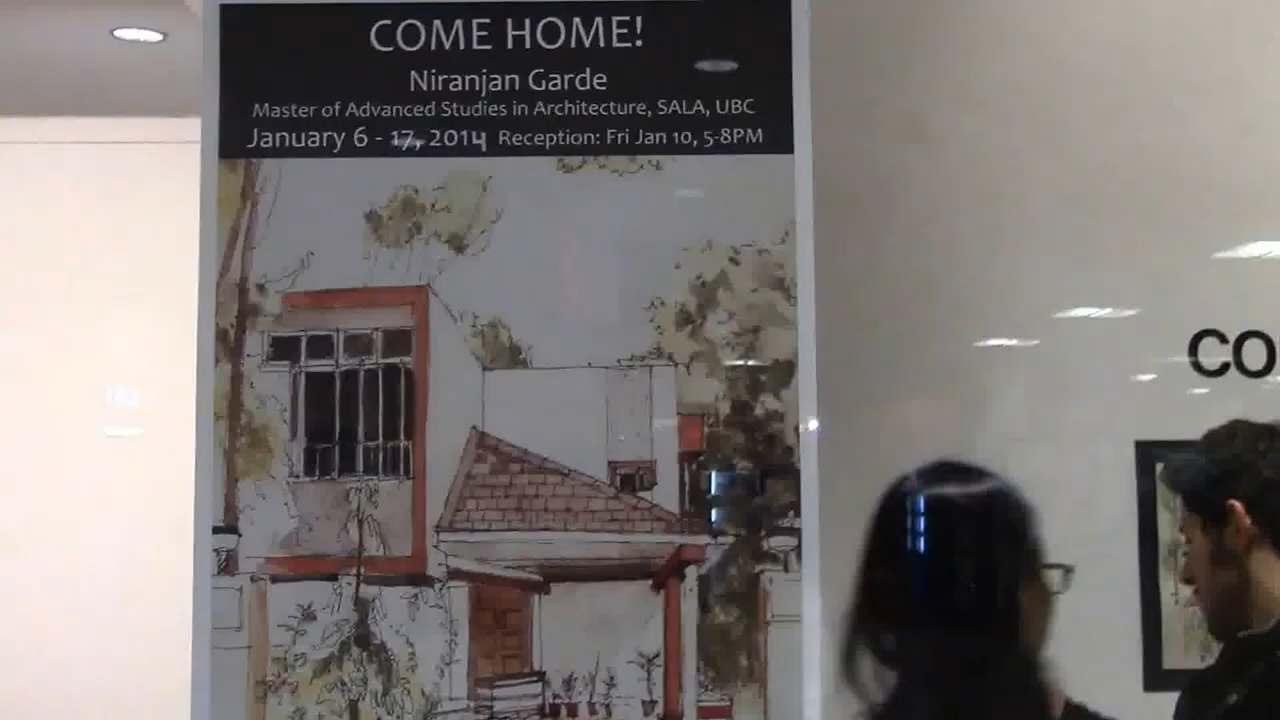 COME HOME!
Niranjan Garde
Master of Advanced Studies in Architecture, SALA, UBC
January 6 - 17, 2014 Reception: Fri Jan 10, 5-8PM
CO